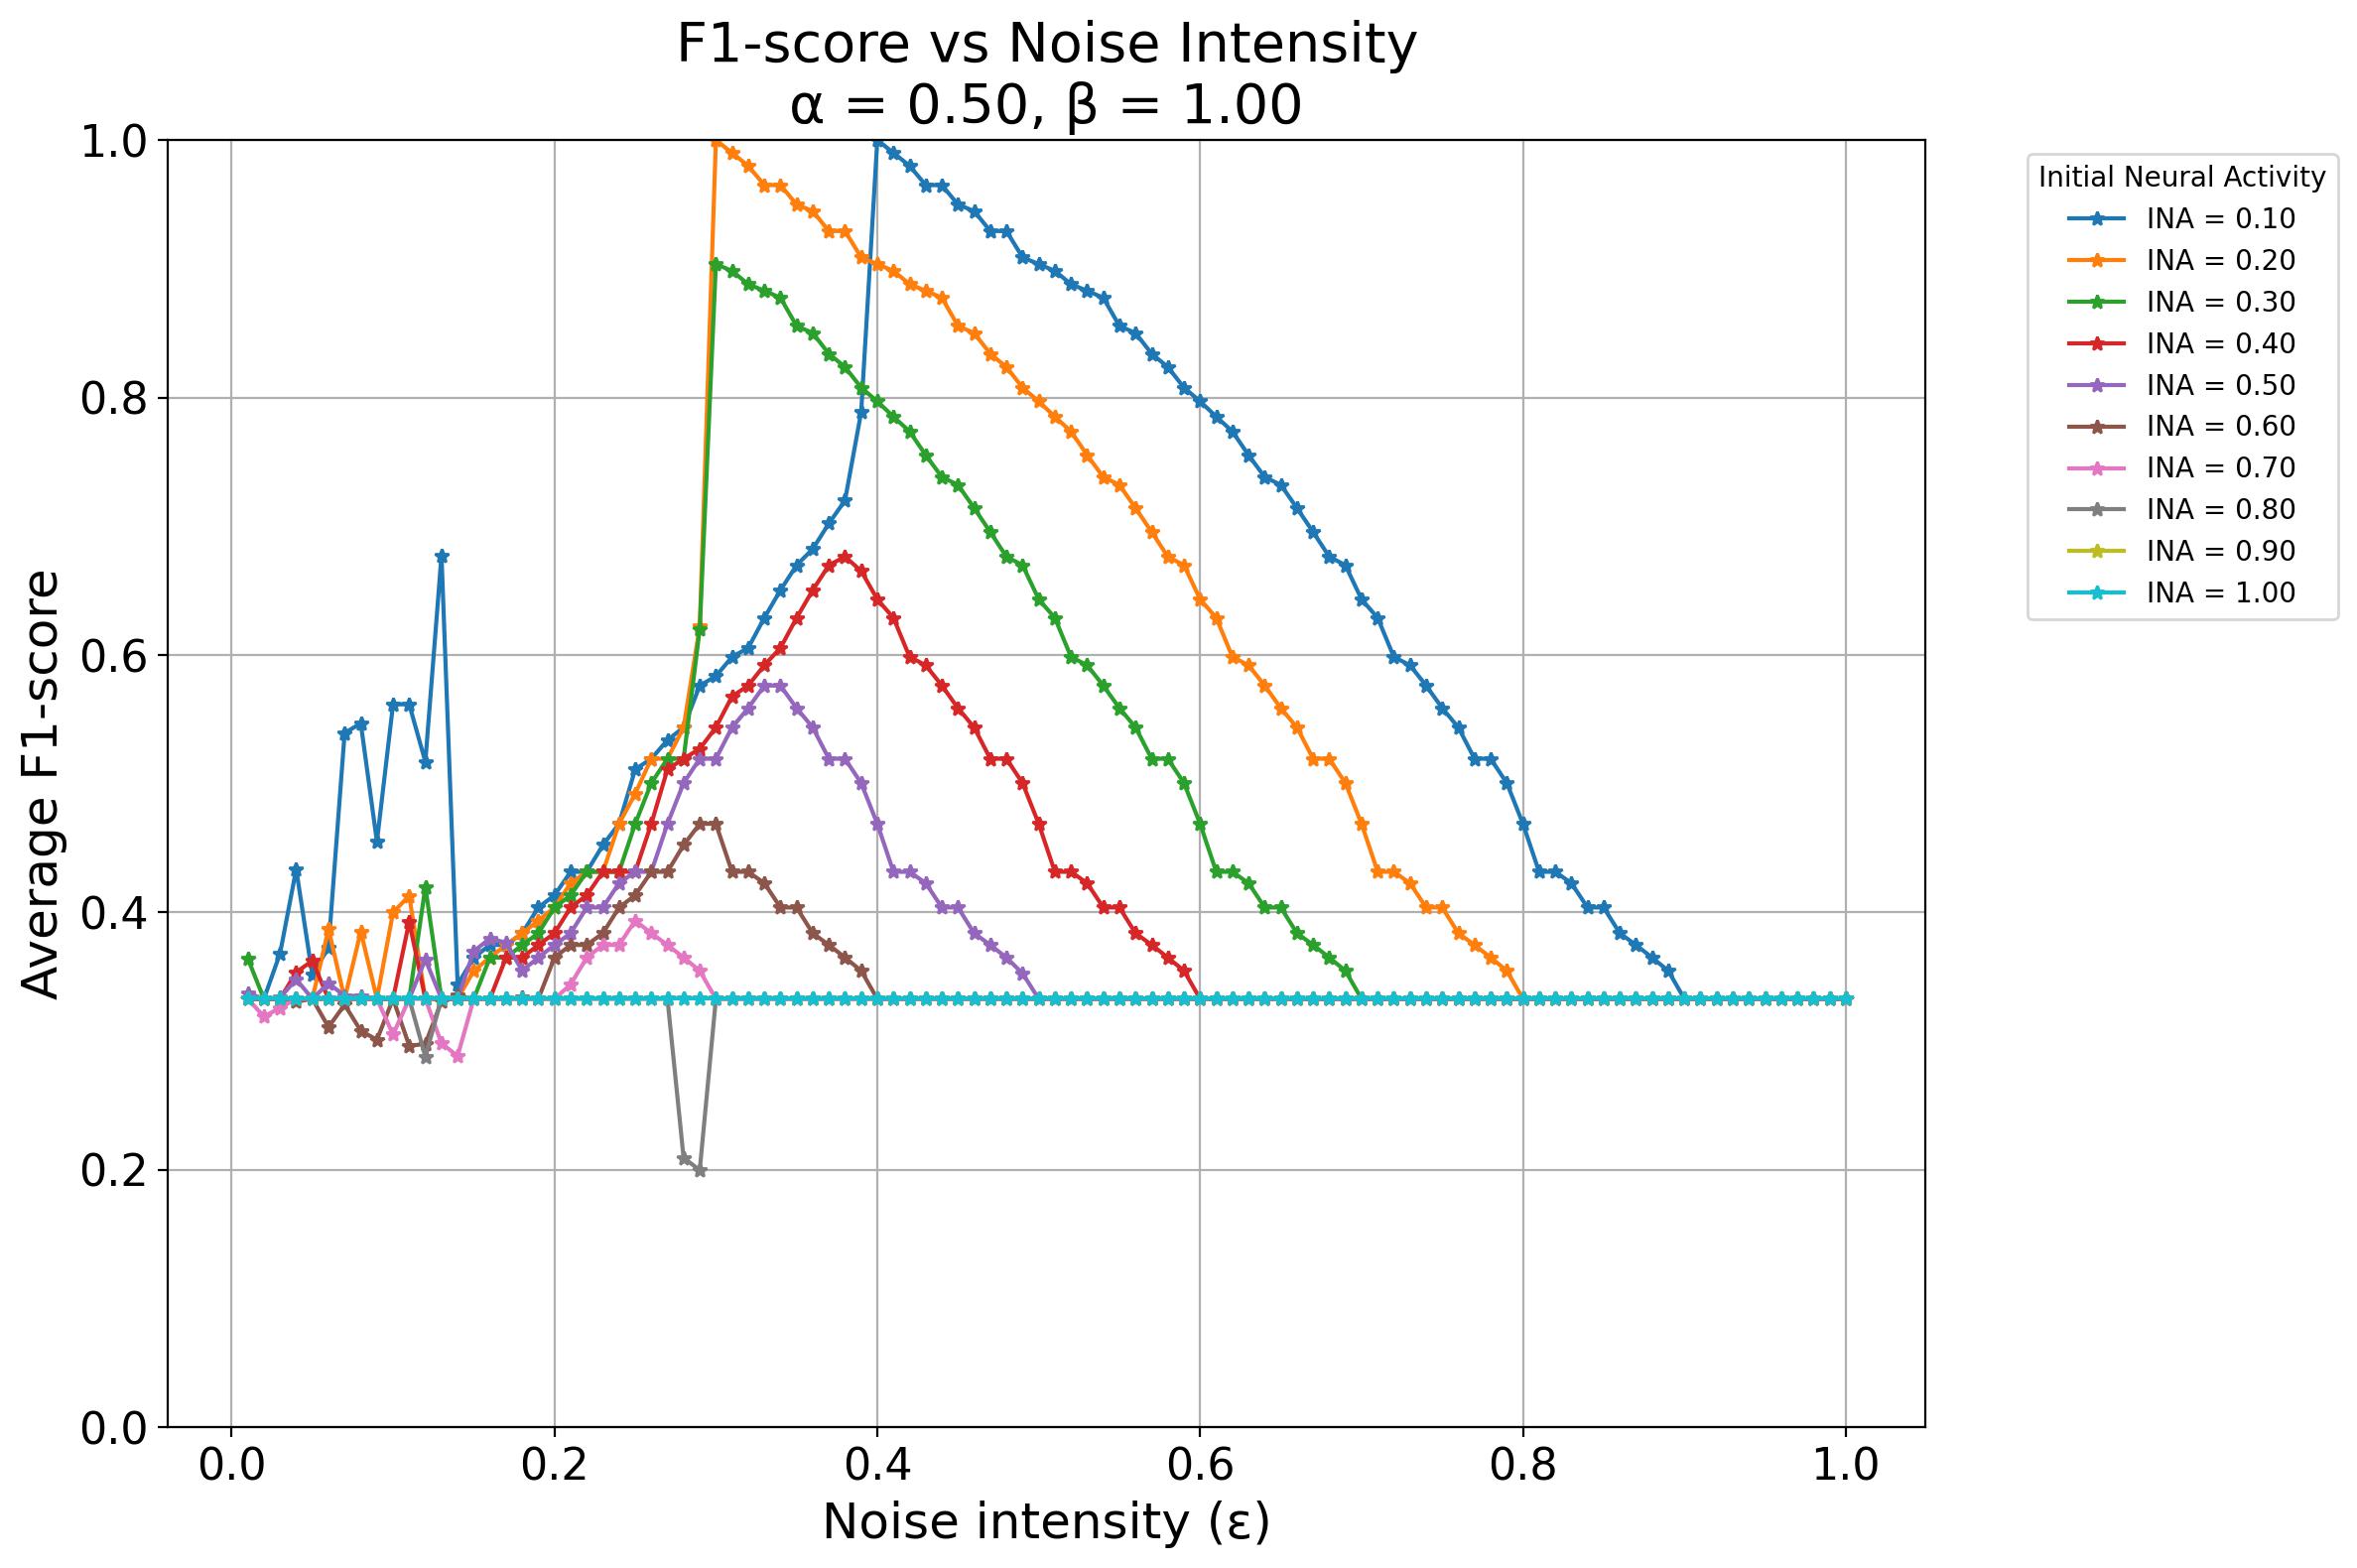 F1-score vs Noise Intensity
α = 0.50, β = 1.00
1.0
0.8
0.6
0.4
0.2
0.0
Average F1-score
0.0
0.2
0.4
0.6
0.8
1.0
Noise intensity (ε)
Initial Neural Activity
INA = 0.10
INA = 0.20
INA = 0.30
INA = 0.40
INA = 0.50
INA = 0.60
INA = 0.70
INA = 0.80
INA = 0.90
INA = 1.00